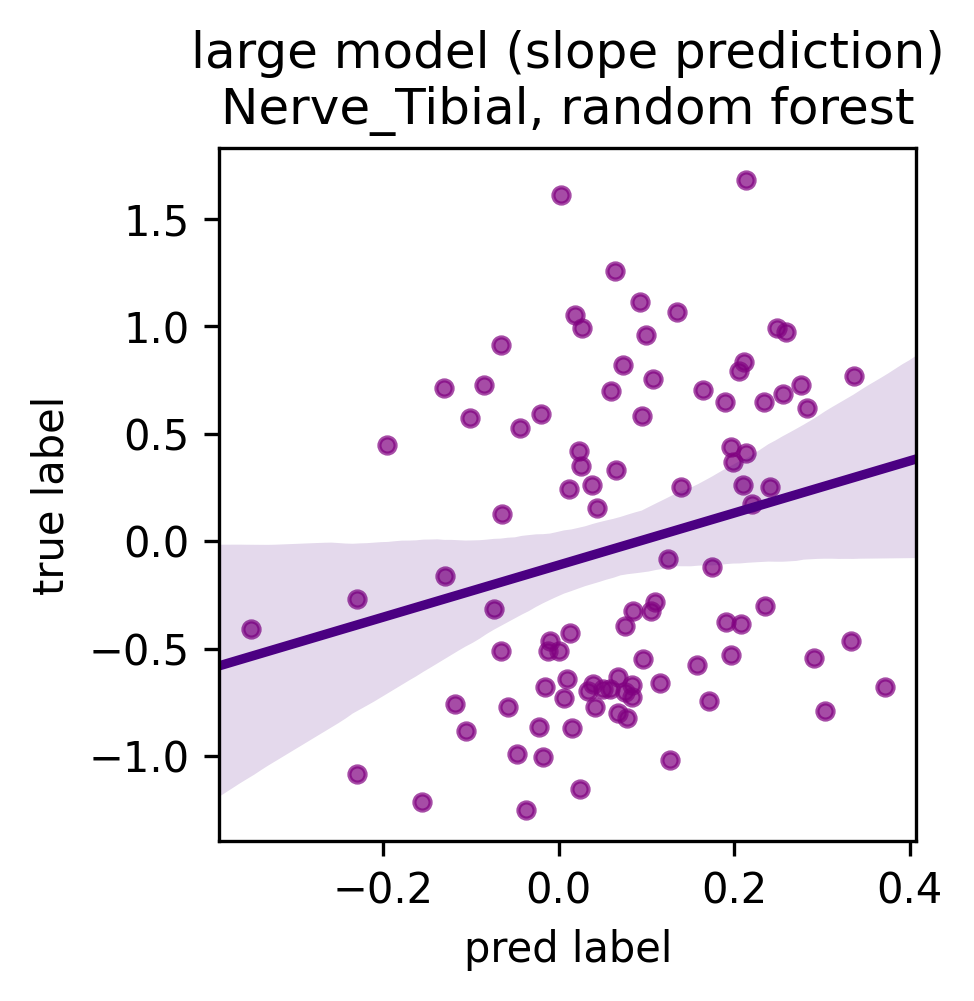 large model (slope prediction)
Nerve_Tibial, random forest
1.5
1.0
0.5
0.0
−0.5
−1.0
true label
−0.2
0.0
0.2
0.4
pred label